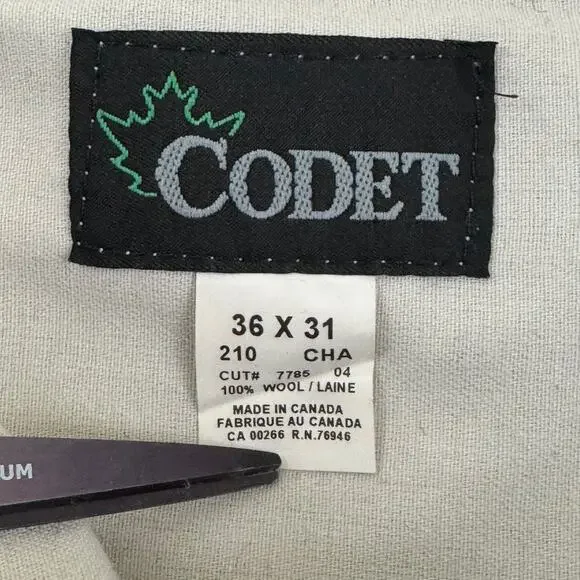 CODET
36 X 31
210 CHA
CUT# 7785 04
100% WOOL / LAINE
MADE IN CANADA
FABRIQUE AU CANADA
CA 00266 R.N.76946
UM